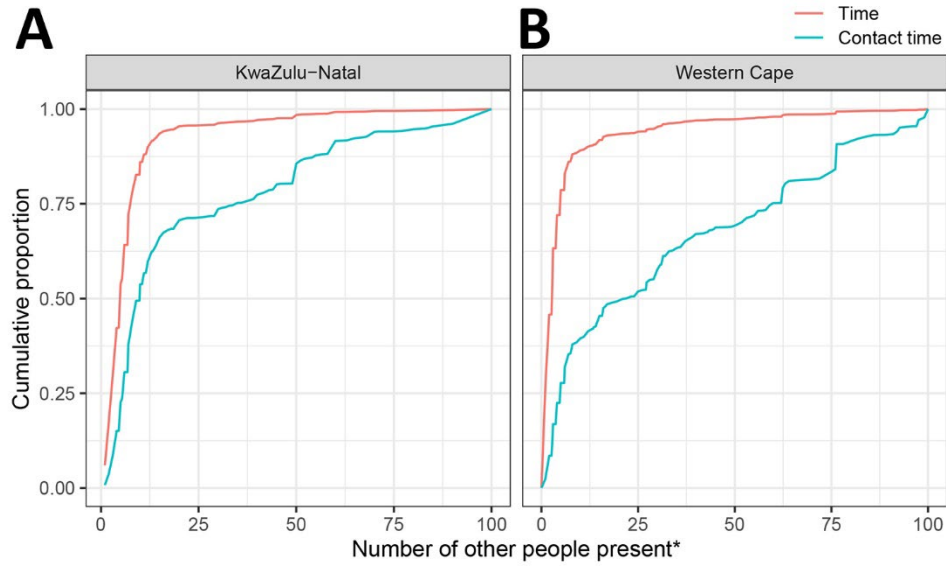 A
B
Time
Contact time
KwaZulu−Natal
Western Cape
Cumulative proportion
1.00
0.75
0.50
0.25
0.00
0 25 50 75 100
0 25 50 75 100
Number of other people present*